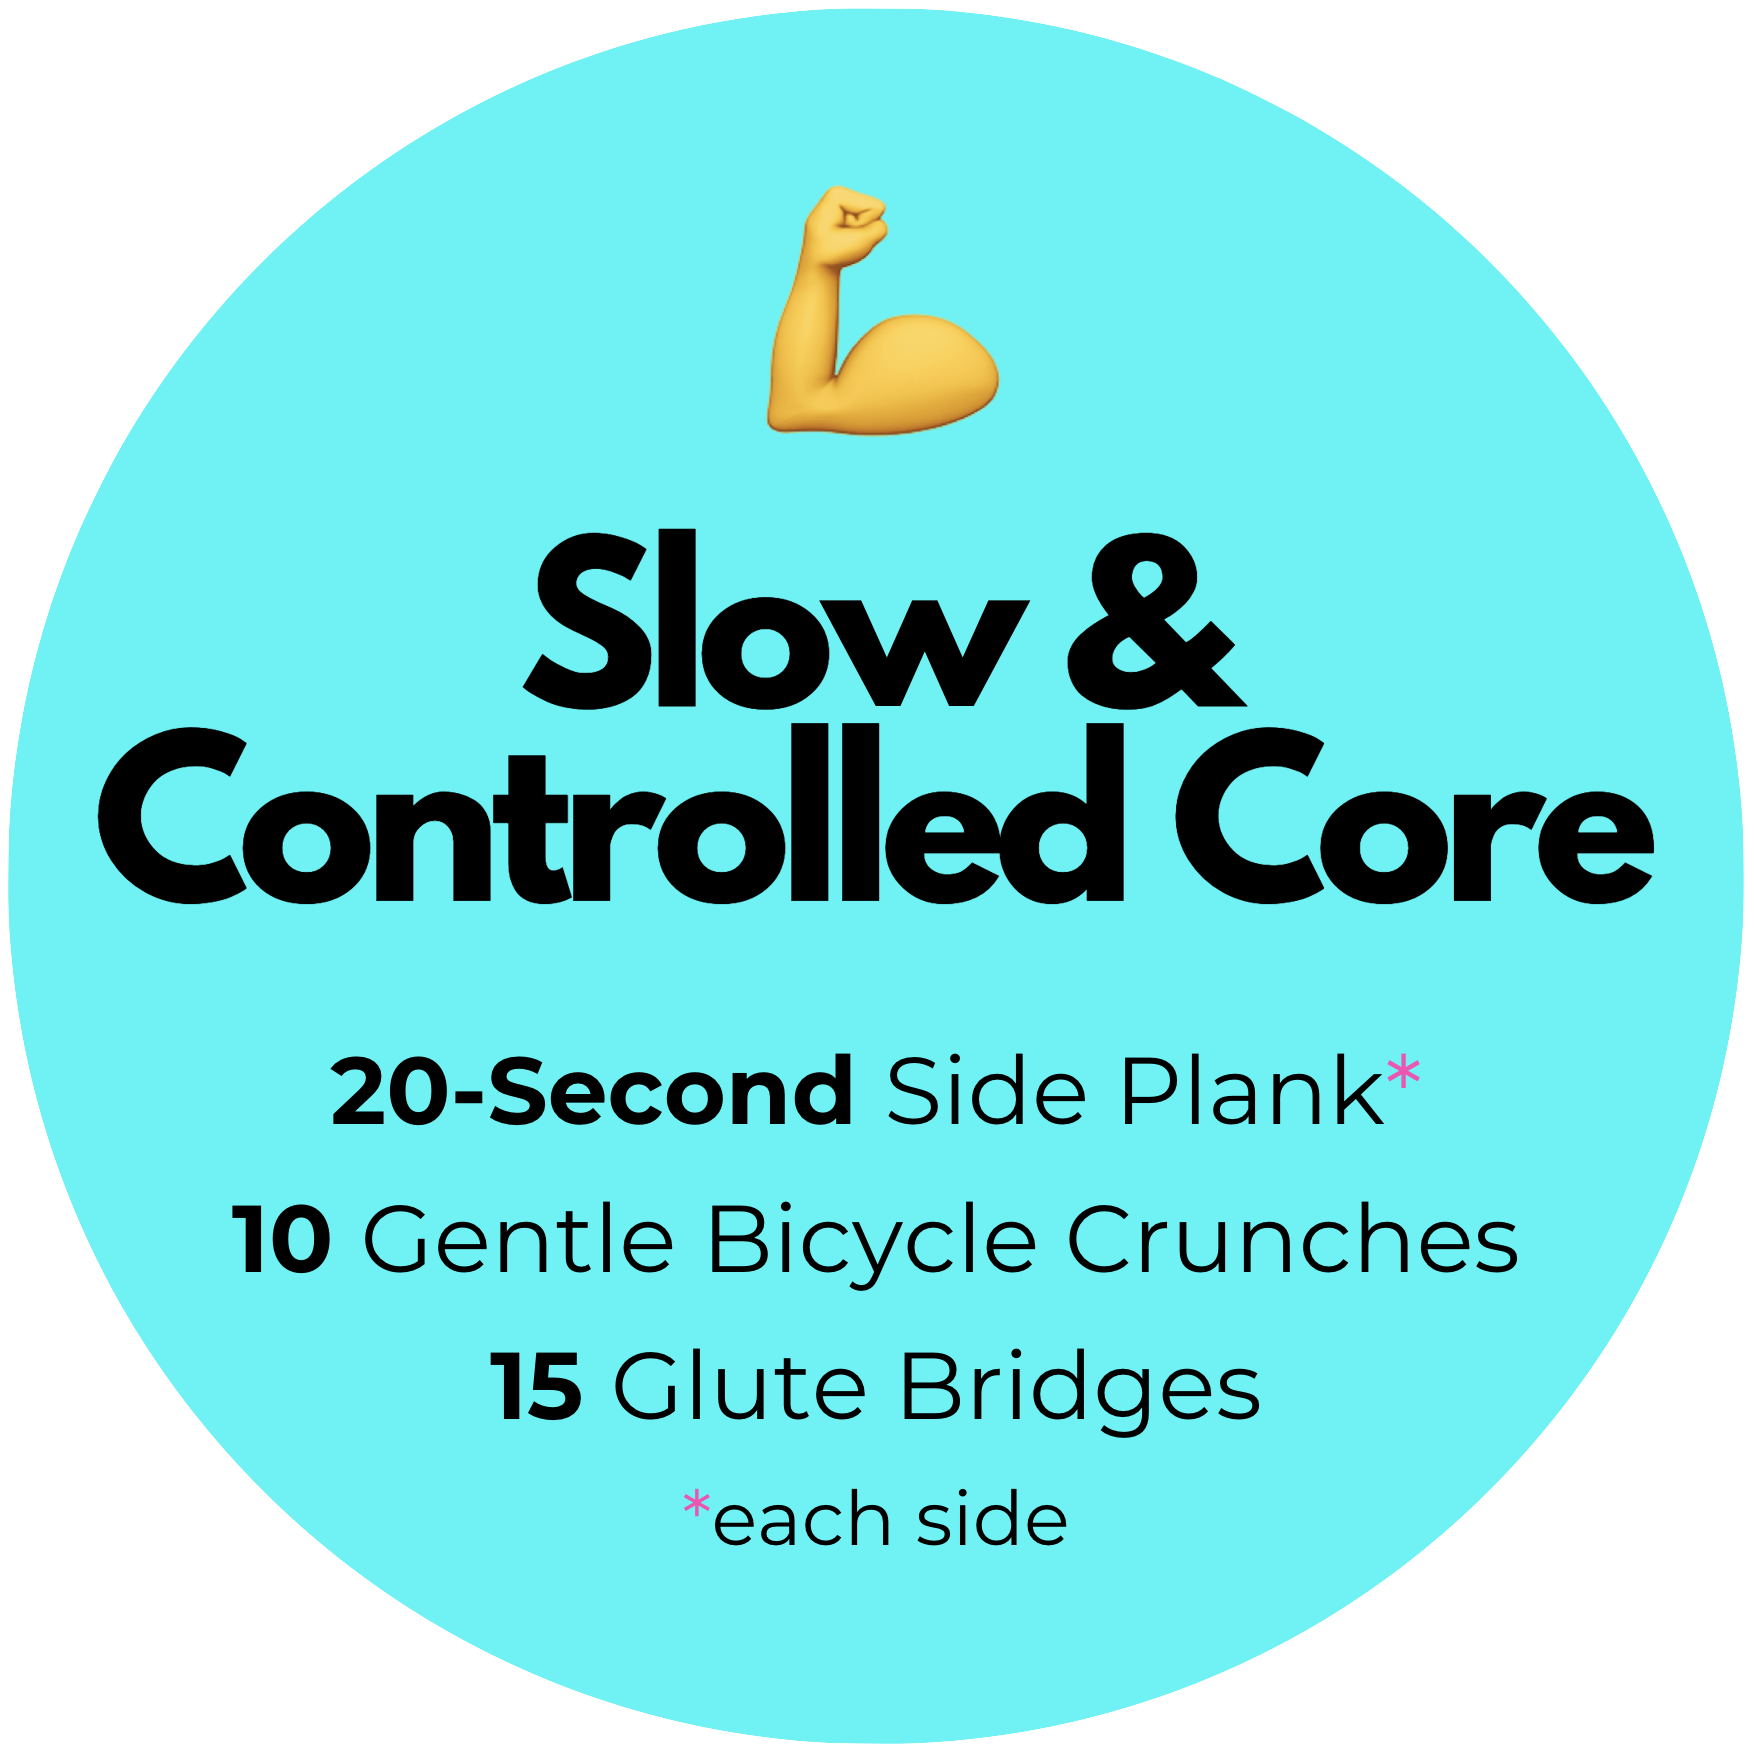 Slow &
Controlled Core
20-Second Side Plank*
10 Gentle Bicycle Crunches
15 Glute Bridges
*each side